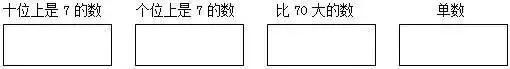 十位上是 7 的数 个位上是 7 的数 比 70 大的数 单数